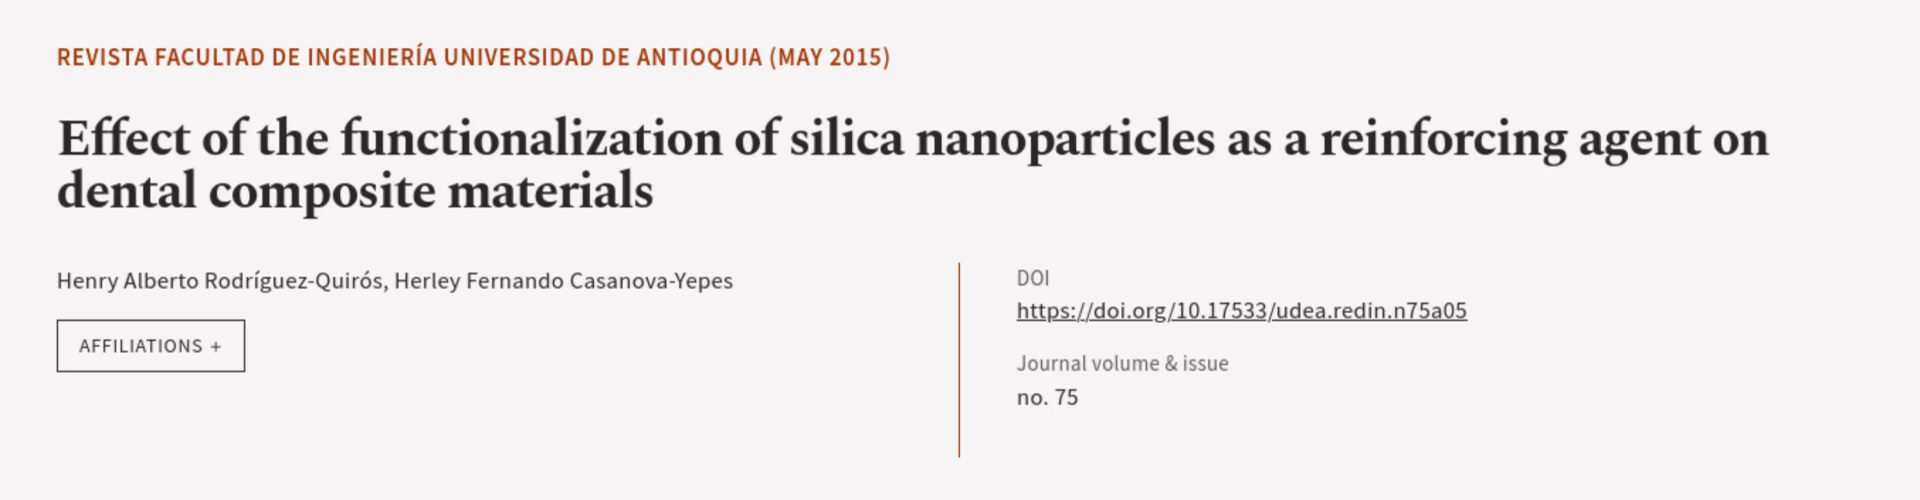 REVISTA FACULTAD DE INGENIERÍA UNIVERSIDAD DE ANTIOQUIA (MAY 2015)
Effect of the functionalization of silica nanoparticles as a reinforcing agent on
dental composite materials
Henry Alberto Rodríguez-Quirós, Herley Fernando Casanova-Yepes
AFFILIATIONS +
DOI
https://doi.org/10.17533/udea.redin.n75a05
Journal volume & issue
no. 75